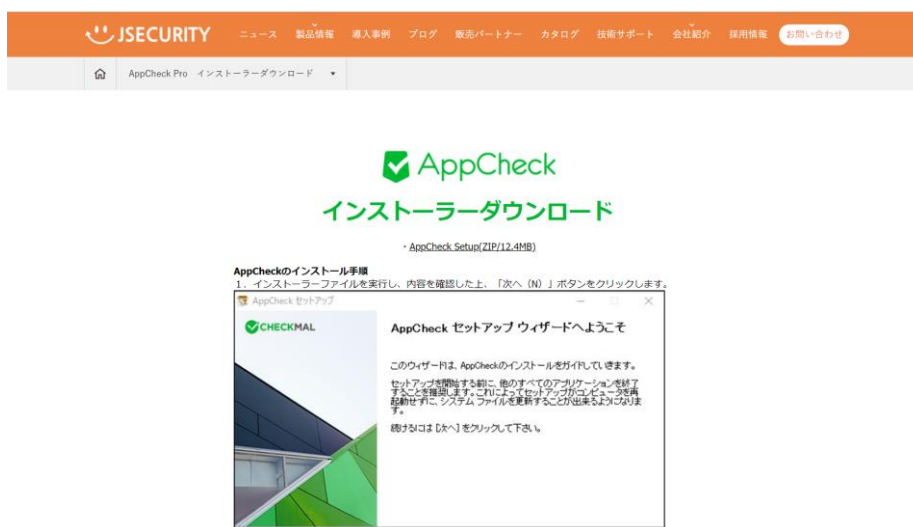 JSECURITY
ニュース 製品情報 導入事例 ブログ 販売パートナー カタログ 技術サポート 会社紹介 採用情報 お問い合わせ
AppCheck Pro インストーラーダウンロード
AppCheck
インストーラーダウンロード
・AppCheck Setup(ZIP/12.4MB)
AppCheckのインストール手順
1．インストーラーファイルを実行し、内容を確認した上、「次へ（N）」ボタンをクリックします。
AppCheck セットアップ
CHECKMAL
AppCheck セットアップ ウィザードへようこそ
このウィザードは、AppCheckのインストールをガイドしていきます。
セットアップを開始する前に、他のすべてのアプリケーションを終了
することを推奨します。これによってセットアップがコンピュータを再
起動せずに、システム ファイルを更新することが出来るようになりま
す。
続けるには [次へ] をクリックして下さい。